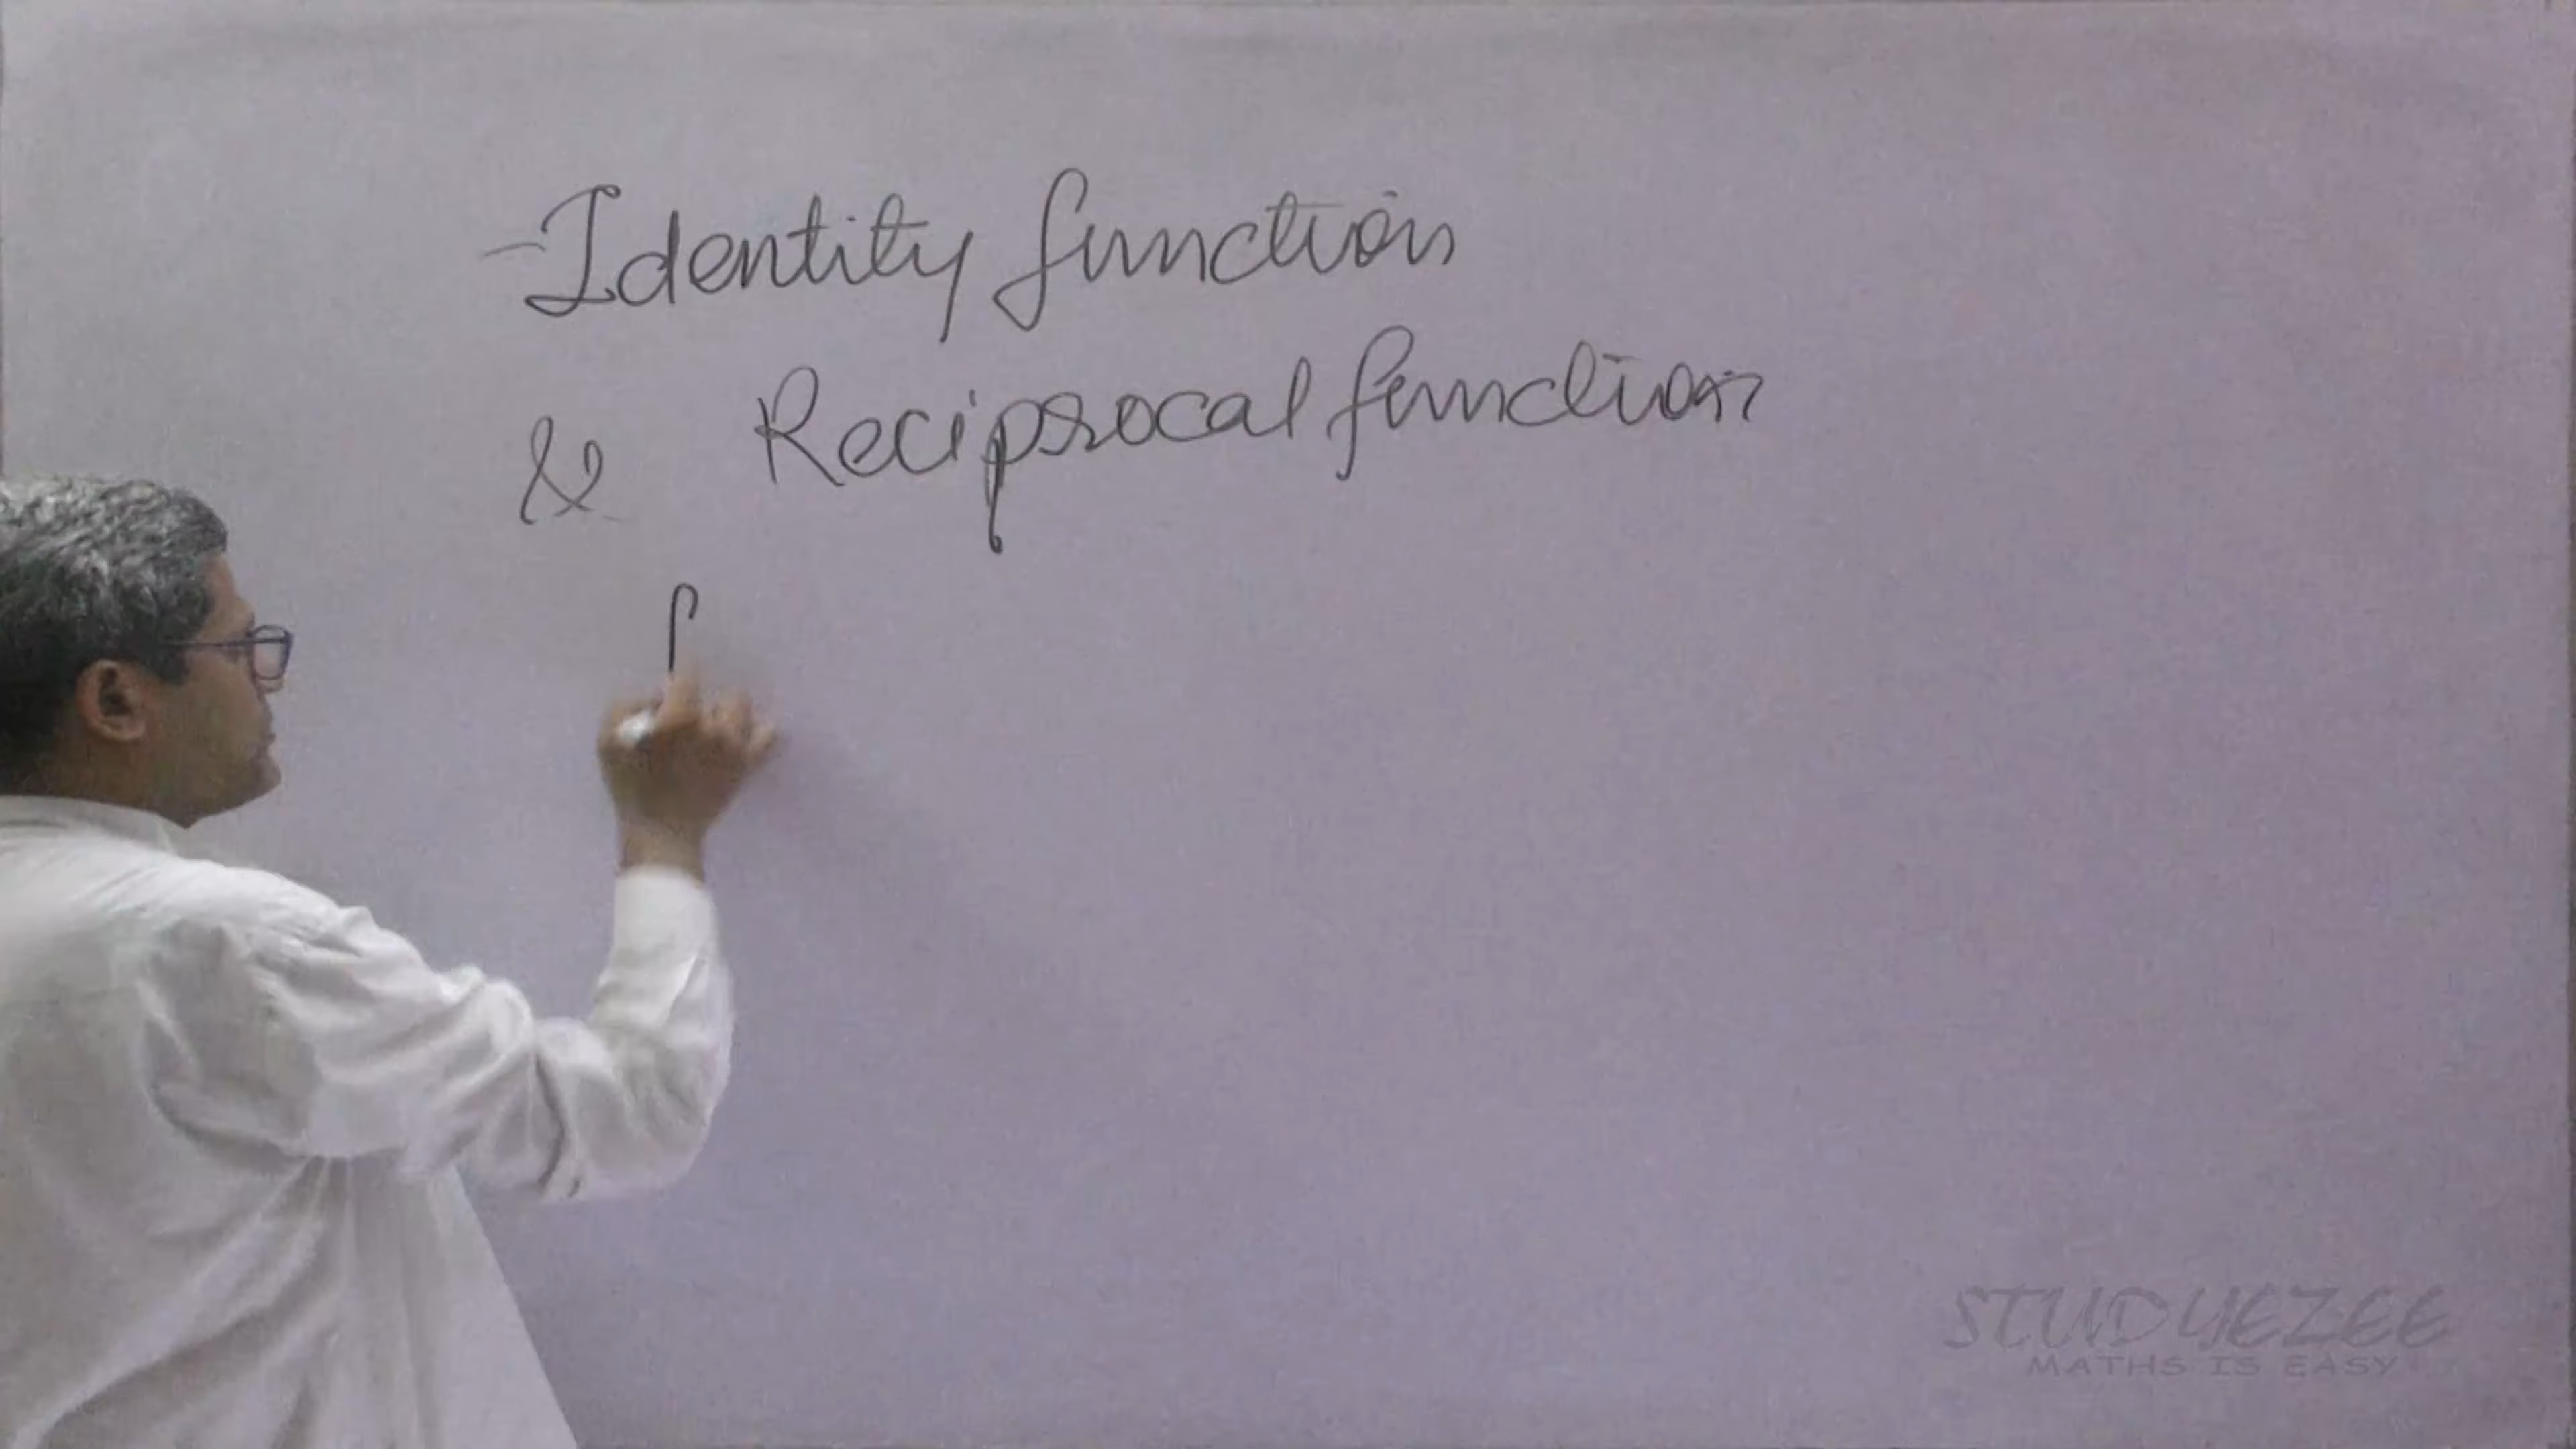 Identity function
& Reciprocal function
f
STUDYEZEE
MATHS IS EASY